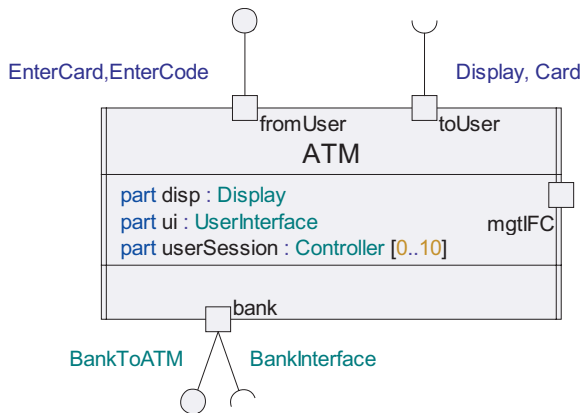 EnterCard,EnterCode
Display, Card
fromUser
toUser
ATM
part disp : Display
part ui : UserInterface
part userSession : Controller [0..10]
mgtIFC
bank
BankToATM
BankInterface